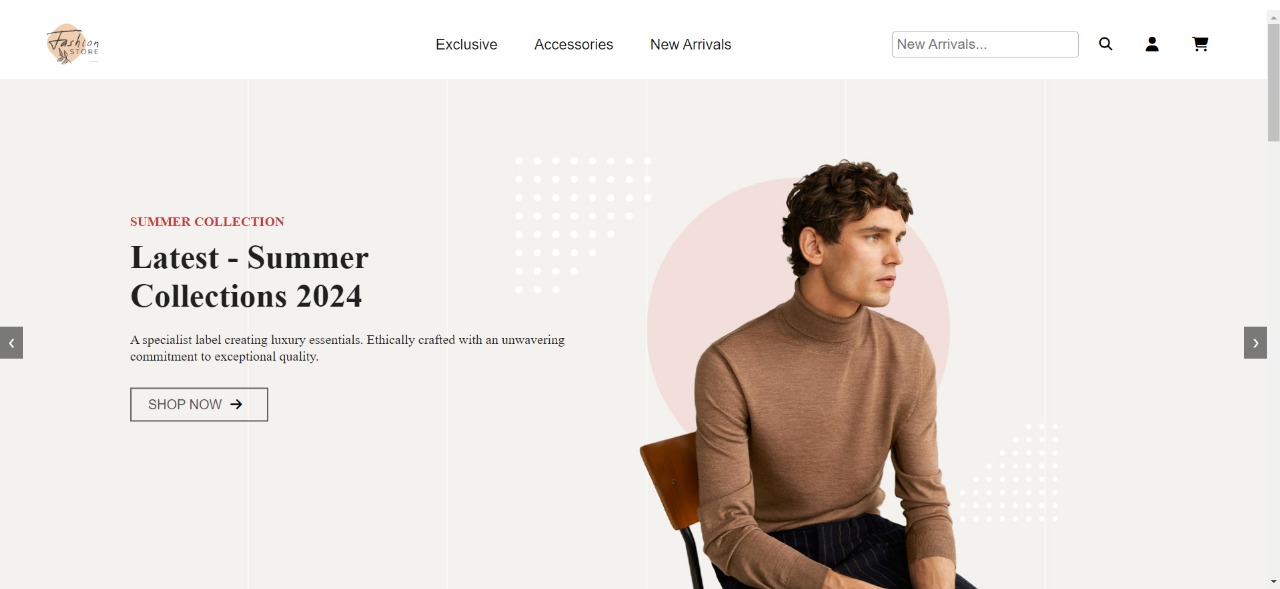 Fashion
STORE
Exclusive Accessories New Arrivals
New Arrivals...
SUMMER COLLECTION
Latest - Summer
Collections 2024
A specialist label creating luxury essentials. Ethically crafted with an unwavering
commitment to exceptional quality.
SHOP NOW